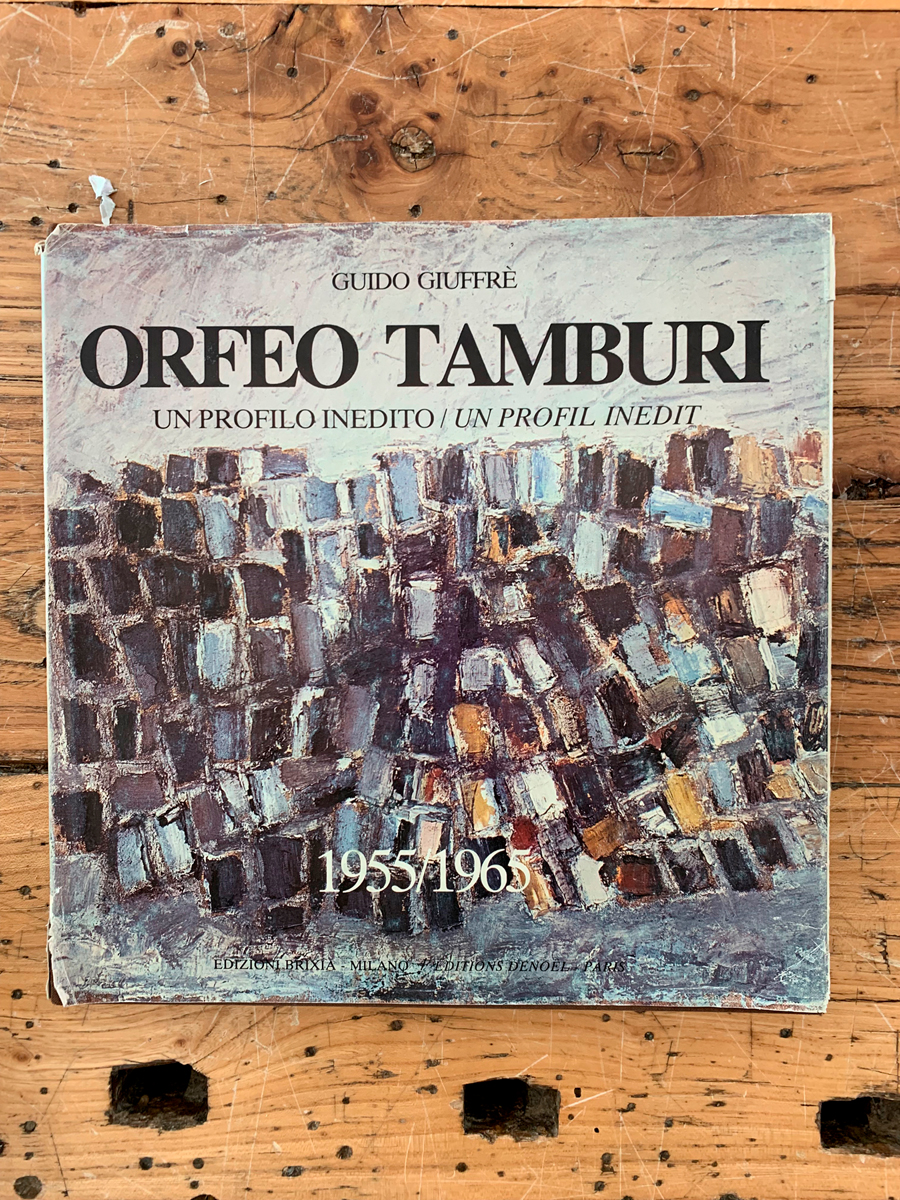 GUIDO GIUFFRÈ
ORFEO TAMBURI
UN PROFILO INEDITO / UN PROFIL INEDIT
1955/1965
EDIZIONI BRIXIA - MILANO / EDITIONS DENOËL - PARIS